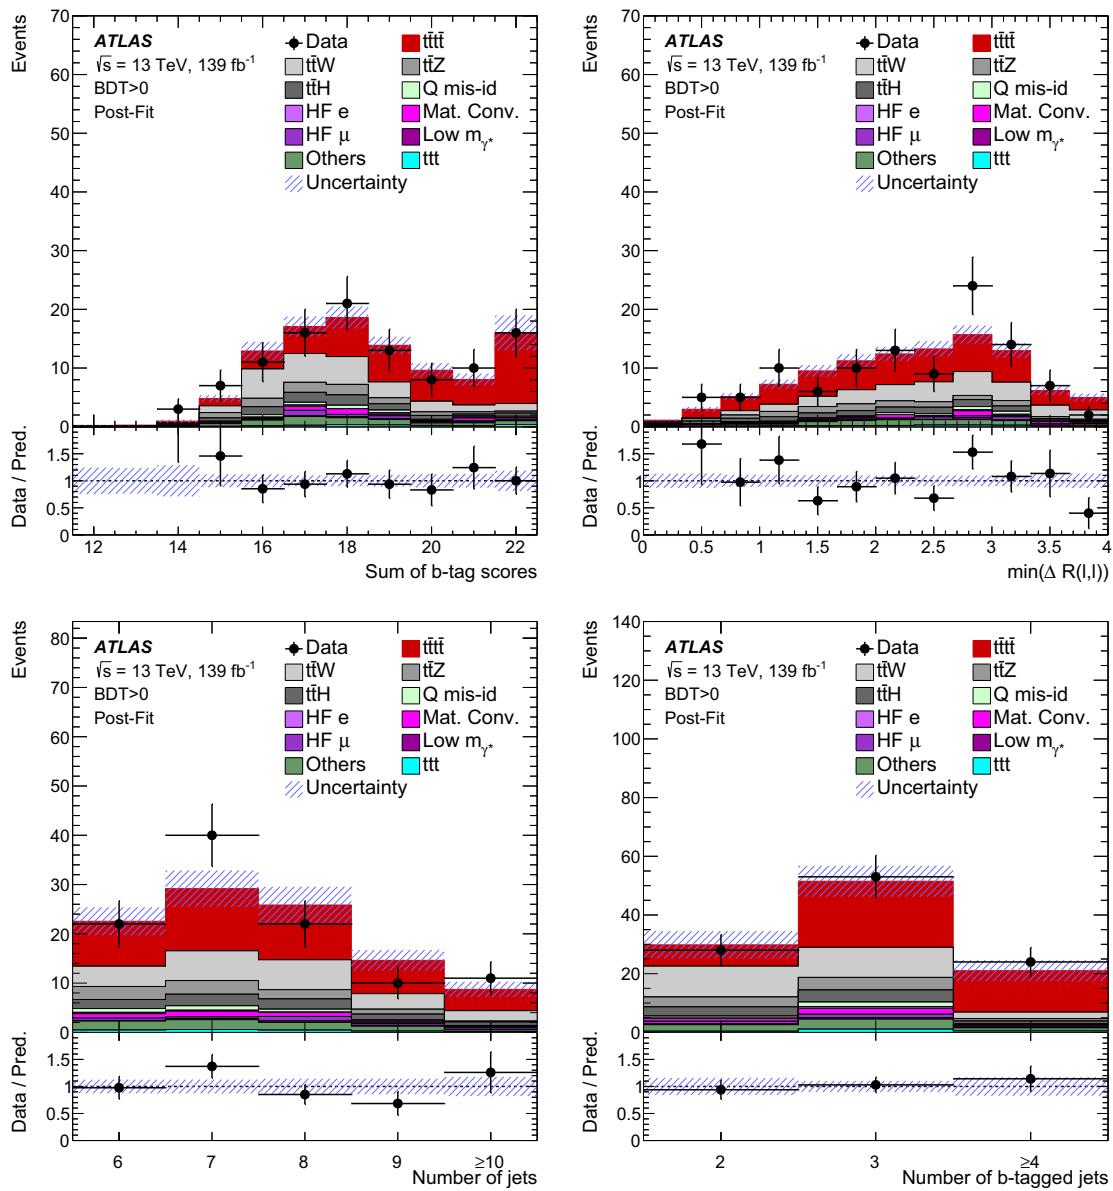 Events
70
60
50
40
30
20
10
0
ATLAS
√s = 13 TeV, 139 fb⁻¹
BDT>0
Post-Fit
Data
tt̄tt̄
tt̄W
tt̄Z
tt̄H
Q mis-id
HF e
Mat. Conv.
HF μ
Low mγ*
Others
ttt
Uncertainty
Data / Pred.
1.5
1
0.5
0
12 14 16 18 20 22
Sum of b-tag scores
Events
70
60
50
40
30
20
10
0
ATLAS
√s = 13 TeV, 139 fb⁻¹
BDT>0
Post-Fit
Data
tt̄tt̄
tt̄W
tt̄Z
tt̄H
Q mis-id
HF e
Mat. Conv.
HF μ
Low mγ*
Others
ttt
Uncertainty
Data / Pred.
1.5
1
0.5
0
0 0.5 1 1.5 2 2.5 3 3.5 4
min(Δ R(l,l))
Events
80
70
60
50
40
30
20
10
0
ATLAS
√s = 13 TeV, 139 fb⁻¹
BDT>0
Post-Fit
Data
tt̄tt̄
tt̄W
tt̄Z
tt̄H
Q mis-id
HF e
Mat. Conv.
HF μ
Low mγ*
Others
ttt
Uncertainty
Data / Pred.
1.5
1
0.5
0
6 7 8 9 ≥10
Number of jets
Events
140
120
100
80
60
40
20
0
ATLAS
√s = 13 TeV, 139 fb⁻¹
BDT>0
Post-Fit
Data
tt̄tt̄
tt̄W
tt̄Z
tt̄H
Q mis-id
HF e
Mat. Conv.
HF μ
Low mγ*
Others
ttt
Uncertainty
Data / Pred.
1.5
1
0.5
0
2 3 ≥4
Number of b-tagged jets